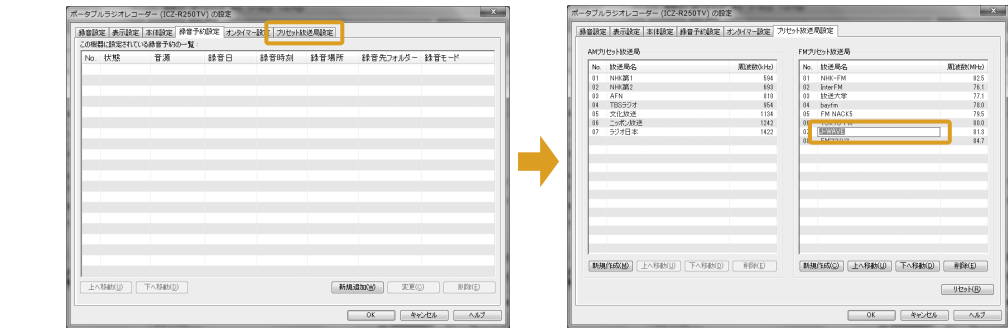 ポータブルラジオレコーダー (ICZ-R250TV) の設定
録音設定 表示設定 本体設定 録音予約設定 オンタイマー設定 プリセット放送局設定
この機器に設定されている録音予約の一覧:
No. 状態 音源 録音日 録音時刻 録音場所 録音先フォルダー 録音モード
上へ移動(U) 下へ移動(D) 新規追加(W) 変更(C) 削除(E)
OK キャンセル ヘルプ
ポータブルラジオレコーダー (ICZ-R250TV) の設定
録音設定 表示設定 本体設定 録音予約設定 オンタイマー設定 プリセット放送局設定
AMプリセット放送局
No. 放送局名 周波数(kHz)
01 NHK第1 594
02 NHK第2 693
03 AFN 810
04 TBSラジオ 954
05 文化放送 1134
06 ニッポン放送 1242
07 ラジオ日本 1422
新規作成(M) 上へ移動(U) 下へ移動(D) 削除(E)
FMプリセット放送局
No. 放送局名 周波数(MHz)
01 NHK-FM 82.5
02 InterFM 76.1
03 放送大学 77.1
04 bayfm 78.0
05 FM NACK5 79.5
06 TOKYO FM 80.0
07 J-WAVE 81.3
08 84.7
新規作成(C) 上へ移動(U) 下へ移動(D) 削除(E)
リセット(R)
OK キャンセル ヘルプ